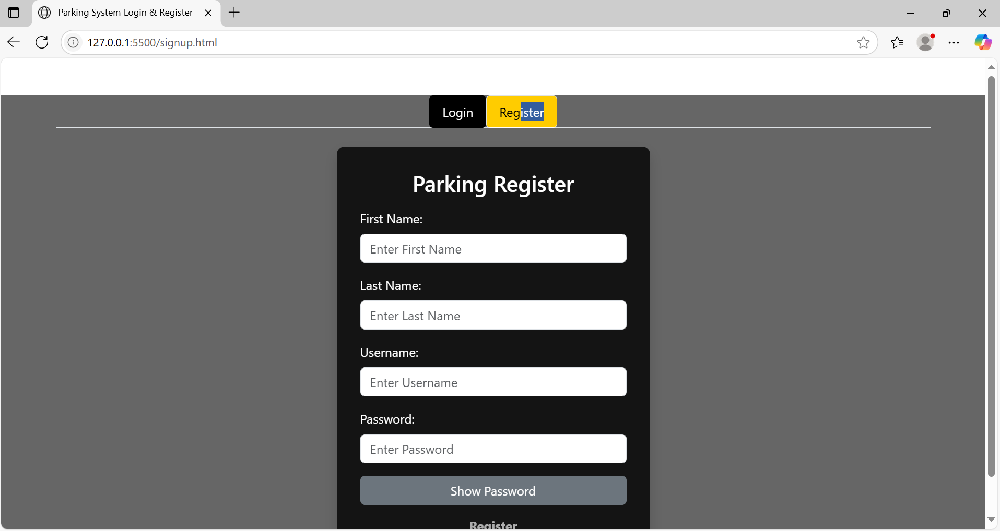 Parking System Login & Register
127.0.0.1:5500/signup.html
Login
Register
Parking Register
First Name:
Enter First Name
Last Name:
Enter Last Name
Username:
Enter Username
Password:
Enter Password
Show Password
Register